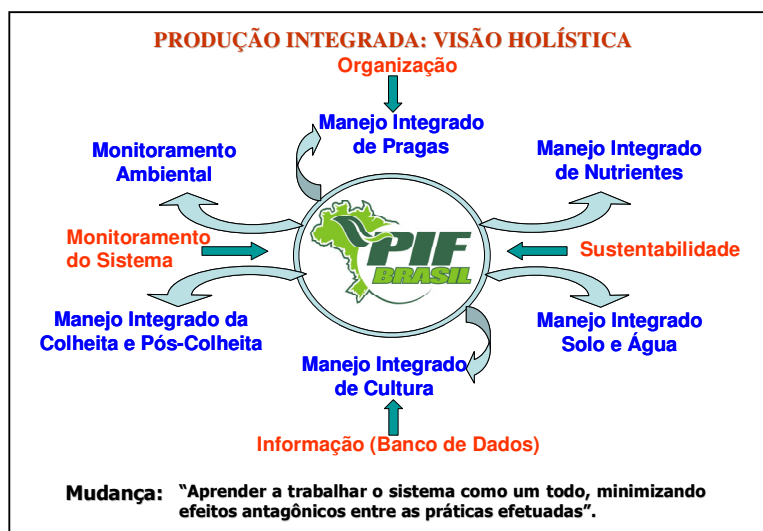 PRODUÇÃO INTEGRADA: VISÃO HOLÍSTICA
Organização
Manejo Integrado
de Pragas
Monitoramento
Ambiental
Manejo Integrado
de Nutrientes
Monitoramento
do Sistema
PIF
BRASIL
Sustentabilidade
Manejo Integrado da
Colheita e Pós-Colheita
Manejo Integrado
Solo e Água
Manejo Integrado
de Cultura
Informação (Banco de Dados)
Mudança: “Aprender a trabalhar o sistema como um todo, minimizando
efeitos antagônicos entre as práticas efetuadas”.